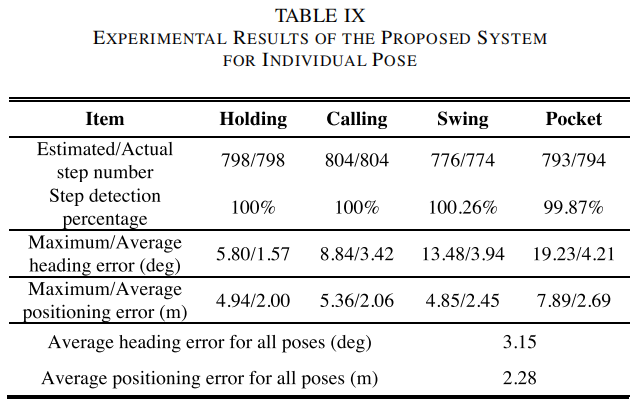 TABLE IX
EXPERIMENTAL RESULTS OF THE PROPOSED SYSTEM
FOR INDIVIDUAL POSE
Item Holding Calling Swing Pocket
Estimated/Actual
step number 798/798 804/804 776/774 793/794
Step detection
percentage 100% 100% 100.26% 99.87%
Maximum/Average
heading error (deg) 5.80/1.57 8.84/3.42 13.48/3.94 19.23/4.21
Maximum/Average
positioning error (m) 4.94/2.00 5.36/2.06 4.85/2.45 7.89/2.69
Average heading error for all poses (deg) 3.15
Average positioning error for all poses (m) 2.28